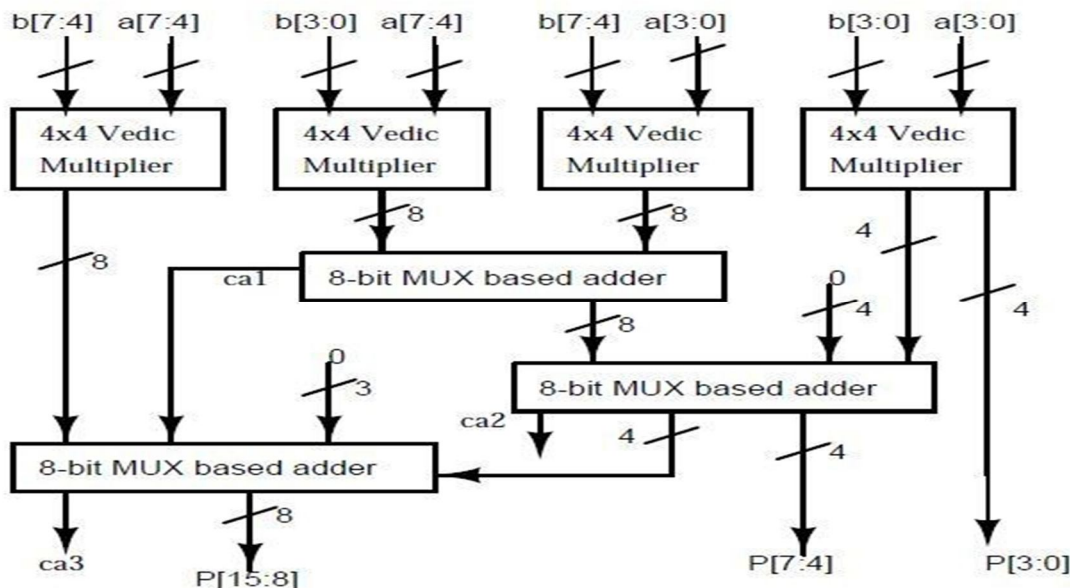 b[7:4] a[7:4] b[3:0] a[7:4] b[7:4] a[3:0] b[3:0] a[3:0]
4x4 Vedic
Multiplier
4x4 Vedic
Multiplier
4x4 Vedic
Multiplier
4x4 Vedic
Multiplier
8
8
4
8
ca1
8-bit MUX based adder
0
4
4
8
0
3
8-bit MUX based adder
ca2
4
4
8-bit MUX based adder
8
ca3
P[15:8]
P[7:4]
P[3:0]